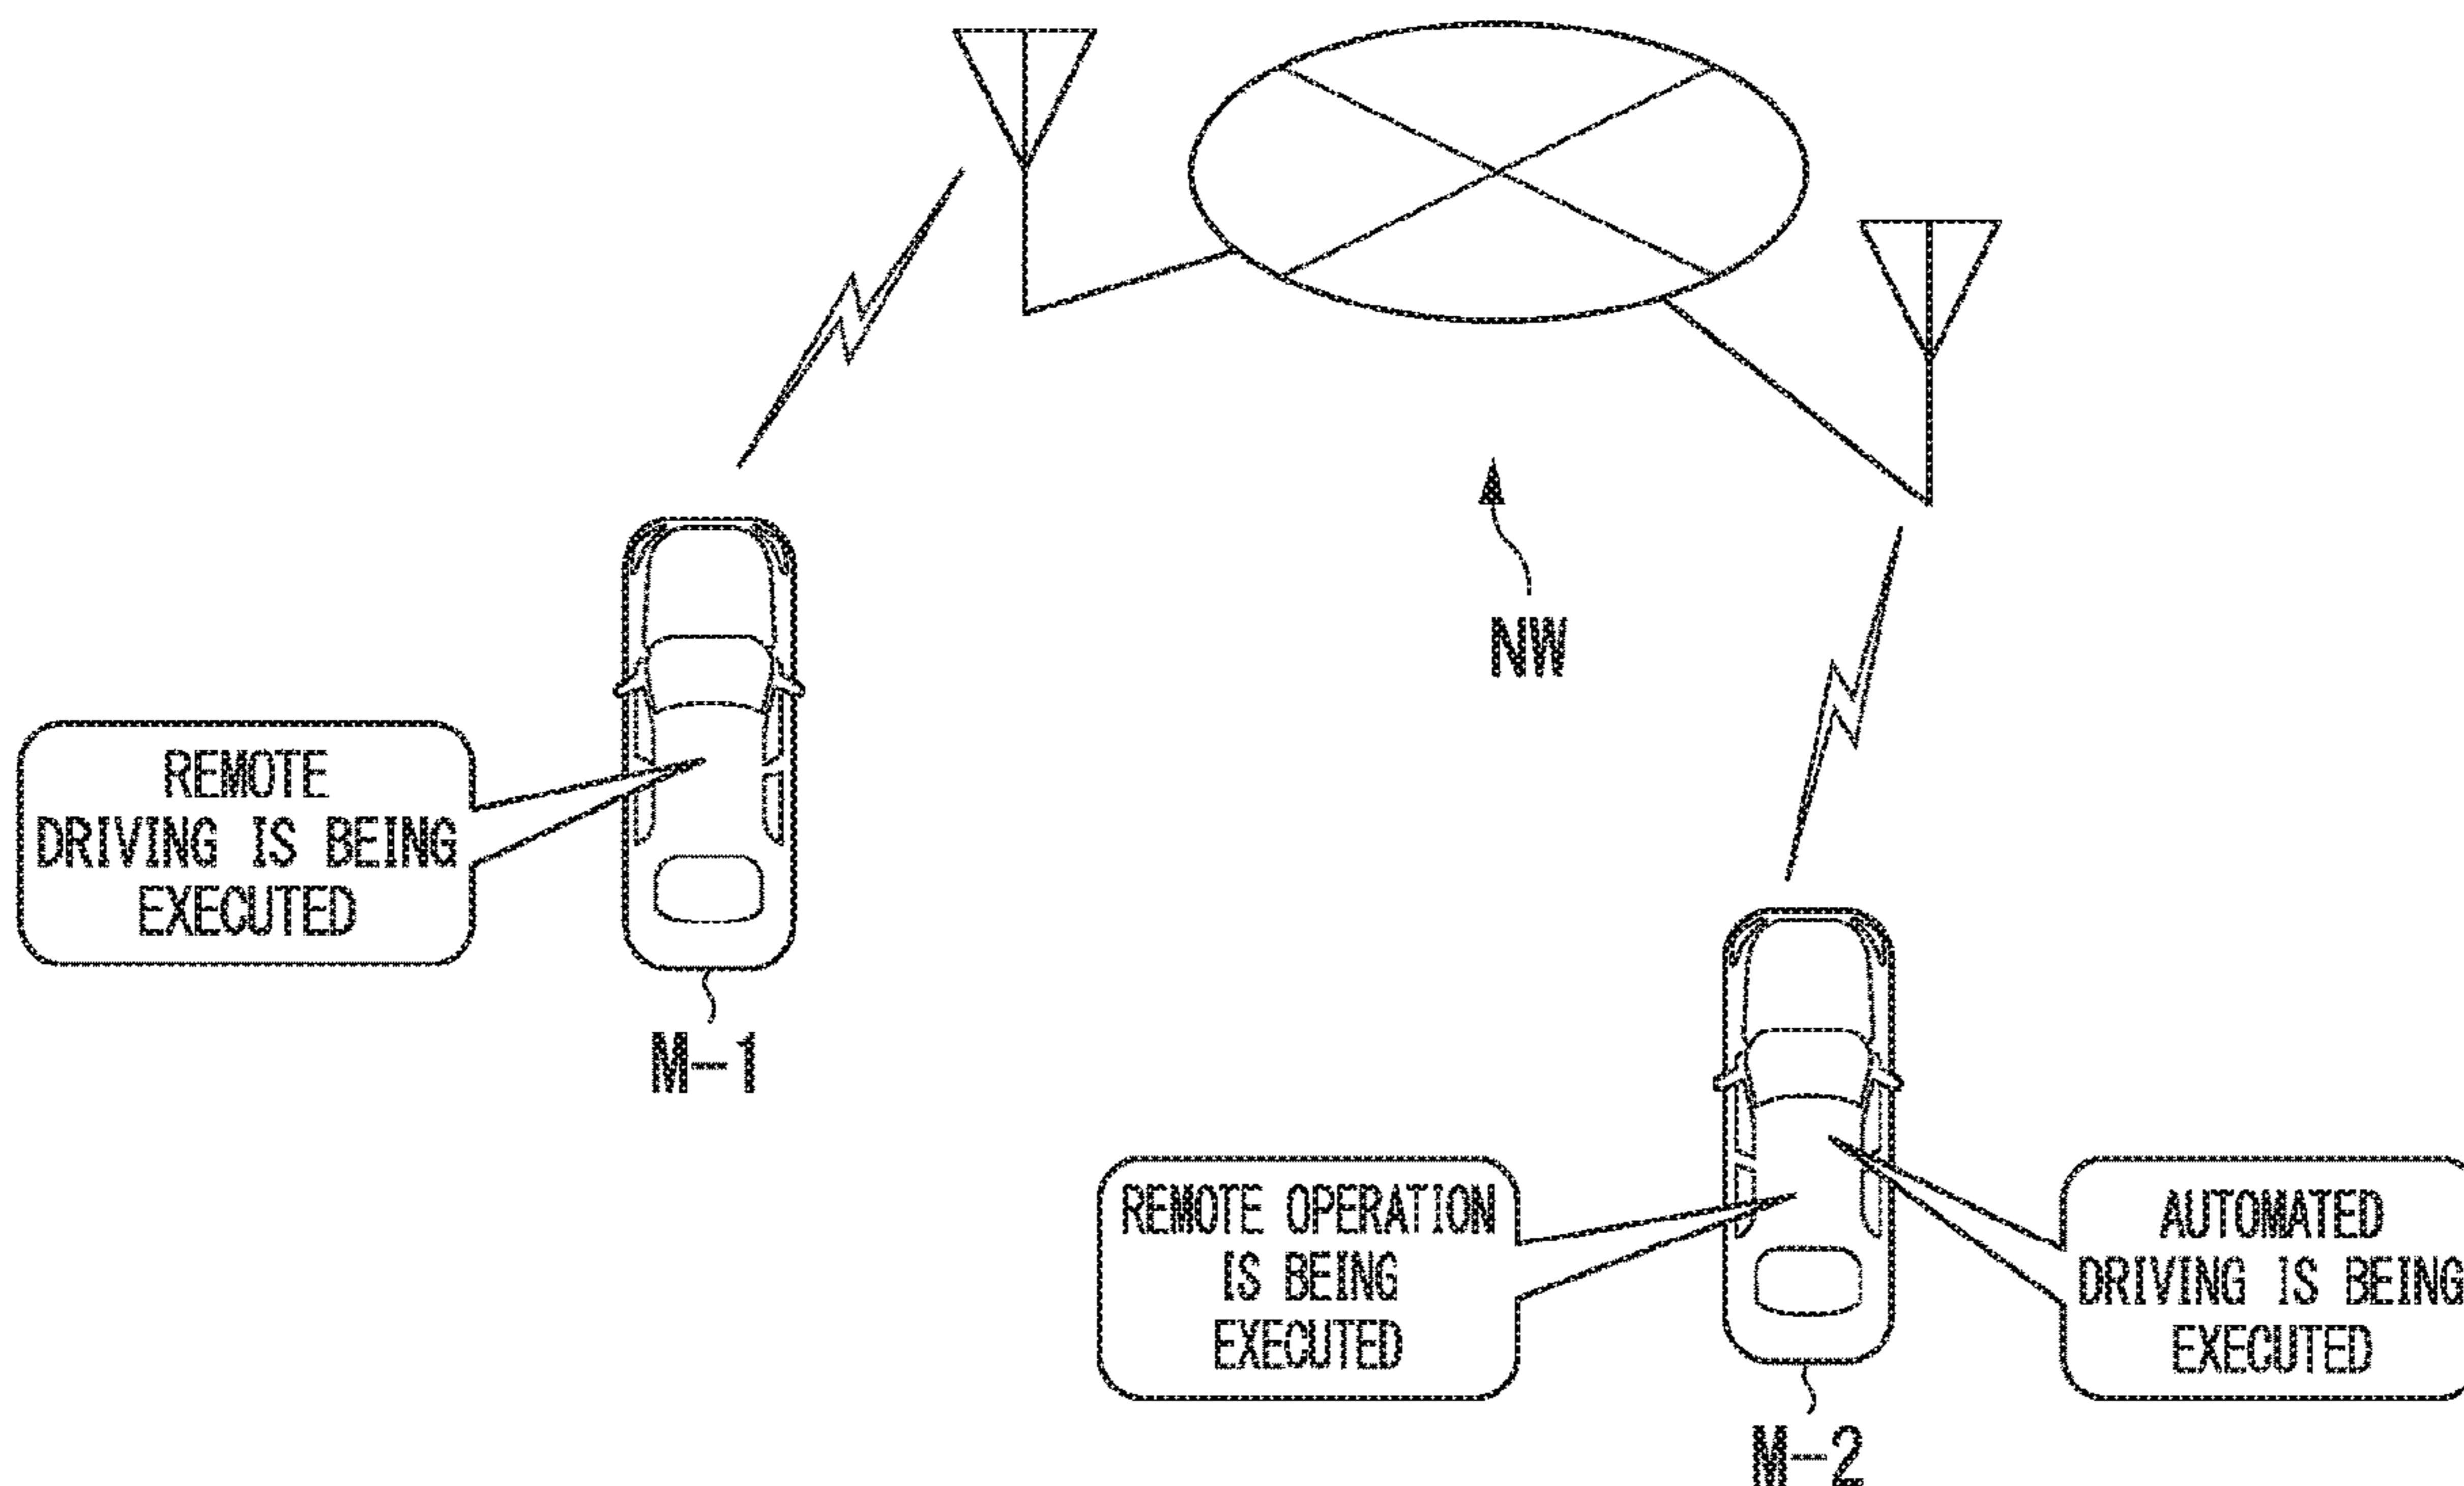 NW
REMOTE
DRIVING IS BEING
EXECUTED
M-1
REMOTE OPERATION
IS BEING
EXECUTED
AUTOMATED
DRIVING IS BEING
EXECUTED
M-2